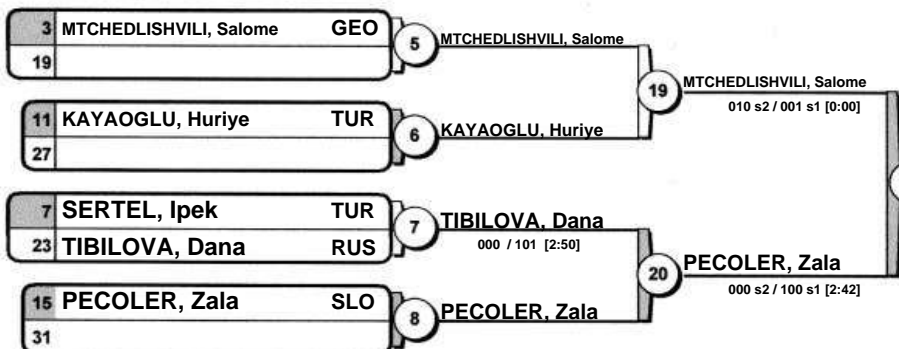 3 MTCHEDLISHVILI, Salome GEO
19
5
MTCHEDLISHVILI, Salome
11 KAYAOGLU, Huriye TUR
27
6
KAYAOGLU, Huriye
19
MTCHEDLISHVILI, Salome
010 s2 / 001 s1 [0:00]
7 SERTEL, Ipek TUR
23 TIBILOVA, Dana RUS
7
TIBILOVA, Dana
000 / 101 [2:50]
15 PECOLER, Zala SLO
31
8
PECOLER, Zala
20
PECOLER, Zala
000 s2 / 100 s1 [2:42]